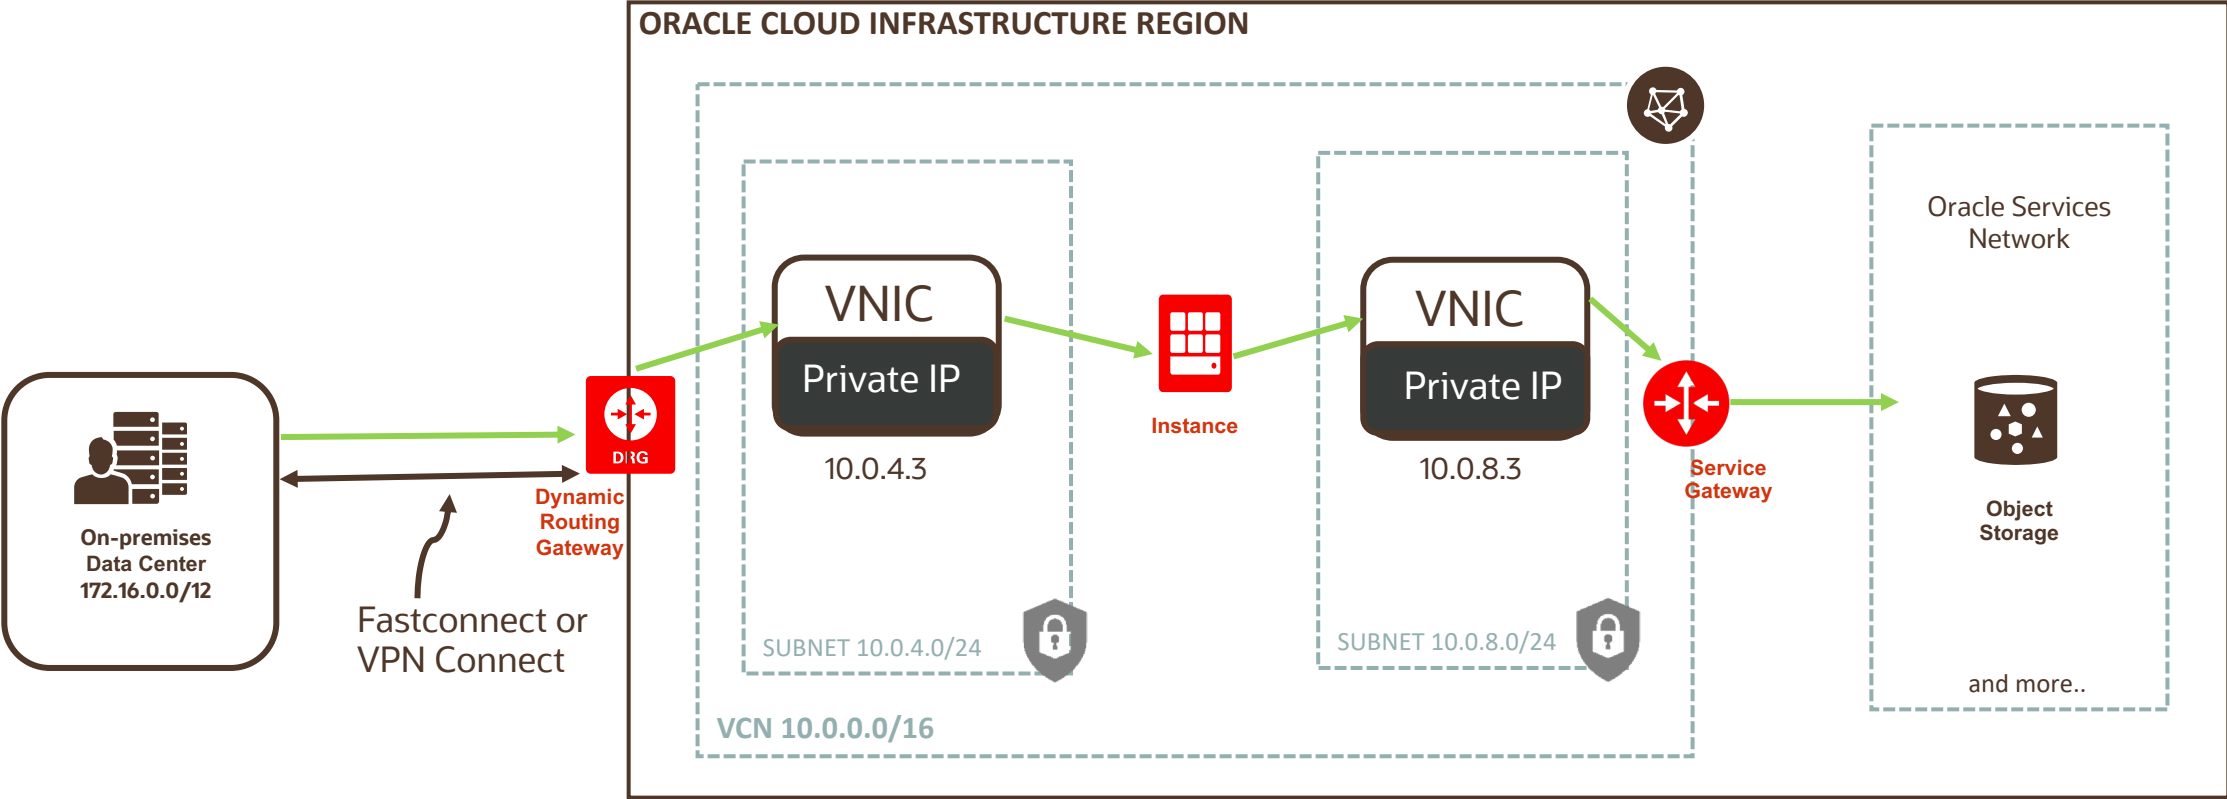 ORACLE CLOUD INFRASTRUCTURE REGION
On-premises
Data Center
172.16.0.0/12
Fastconnect or
VPN Connect
DRG
Dynamic
Routing
Gateway
VNIC
Private IP
10.0.4.3
SUBNET 10.0.4.0/24
Instance
VNIC
Private IP
10.0.8.3
SUBNET 10.0.8.0/24
VCN 10.0.0.0/16
Service
Gateway
Oracle Services
Network
Object
Storage
and more..